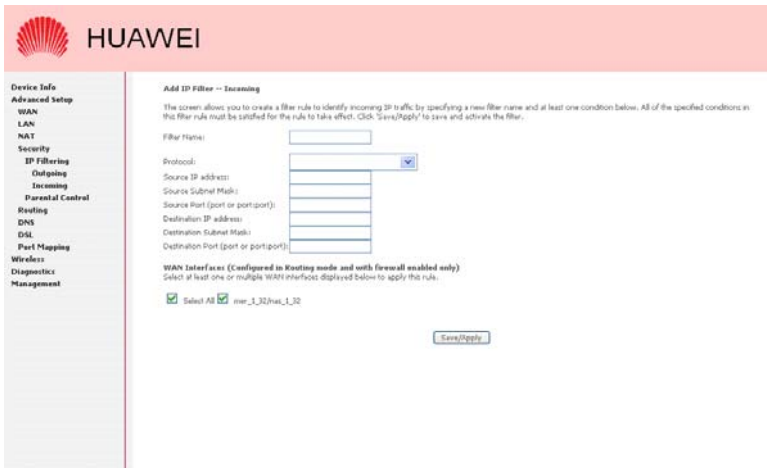 HUAWEI
Device Info
Advanced Setup
WAN
LAN
NAT
Security
IP Filtering
Outgoing
Incoming
Parental Control
Routing
DNS
DSL
Port Mapping
Wireless
Diagnostics
Management
Add IP Filter -- Incoming
The screen allows you to create a filter rule to identify incoming IP traffic by specifying a new filter name and at least one condition below. All of the specified conditions in
this filter rule must be satisfied for the rule to take effect. Click 'Save/Apply' to save and activate the filter.
Filter Name:
Protocol:
Source IP address:
Source Subnet Mask:
Source Port (port or port:port):
Destination IP address:
Destination Subnet Mask:
Destination Port (port or port:port):
WAN Interfaces (Configured in Routing mode and with firewall enabled only)
Select at least one or multiple WAN interfaces displayed below to apply this rule.
Select All mer_1_32/nas_1_32
Save/Apply